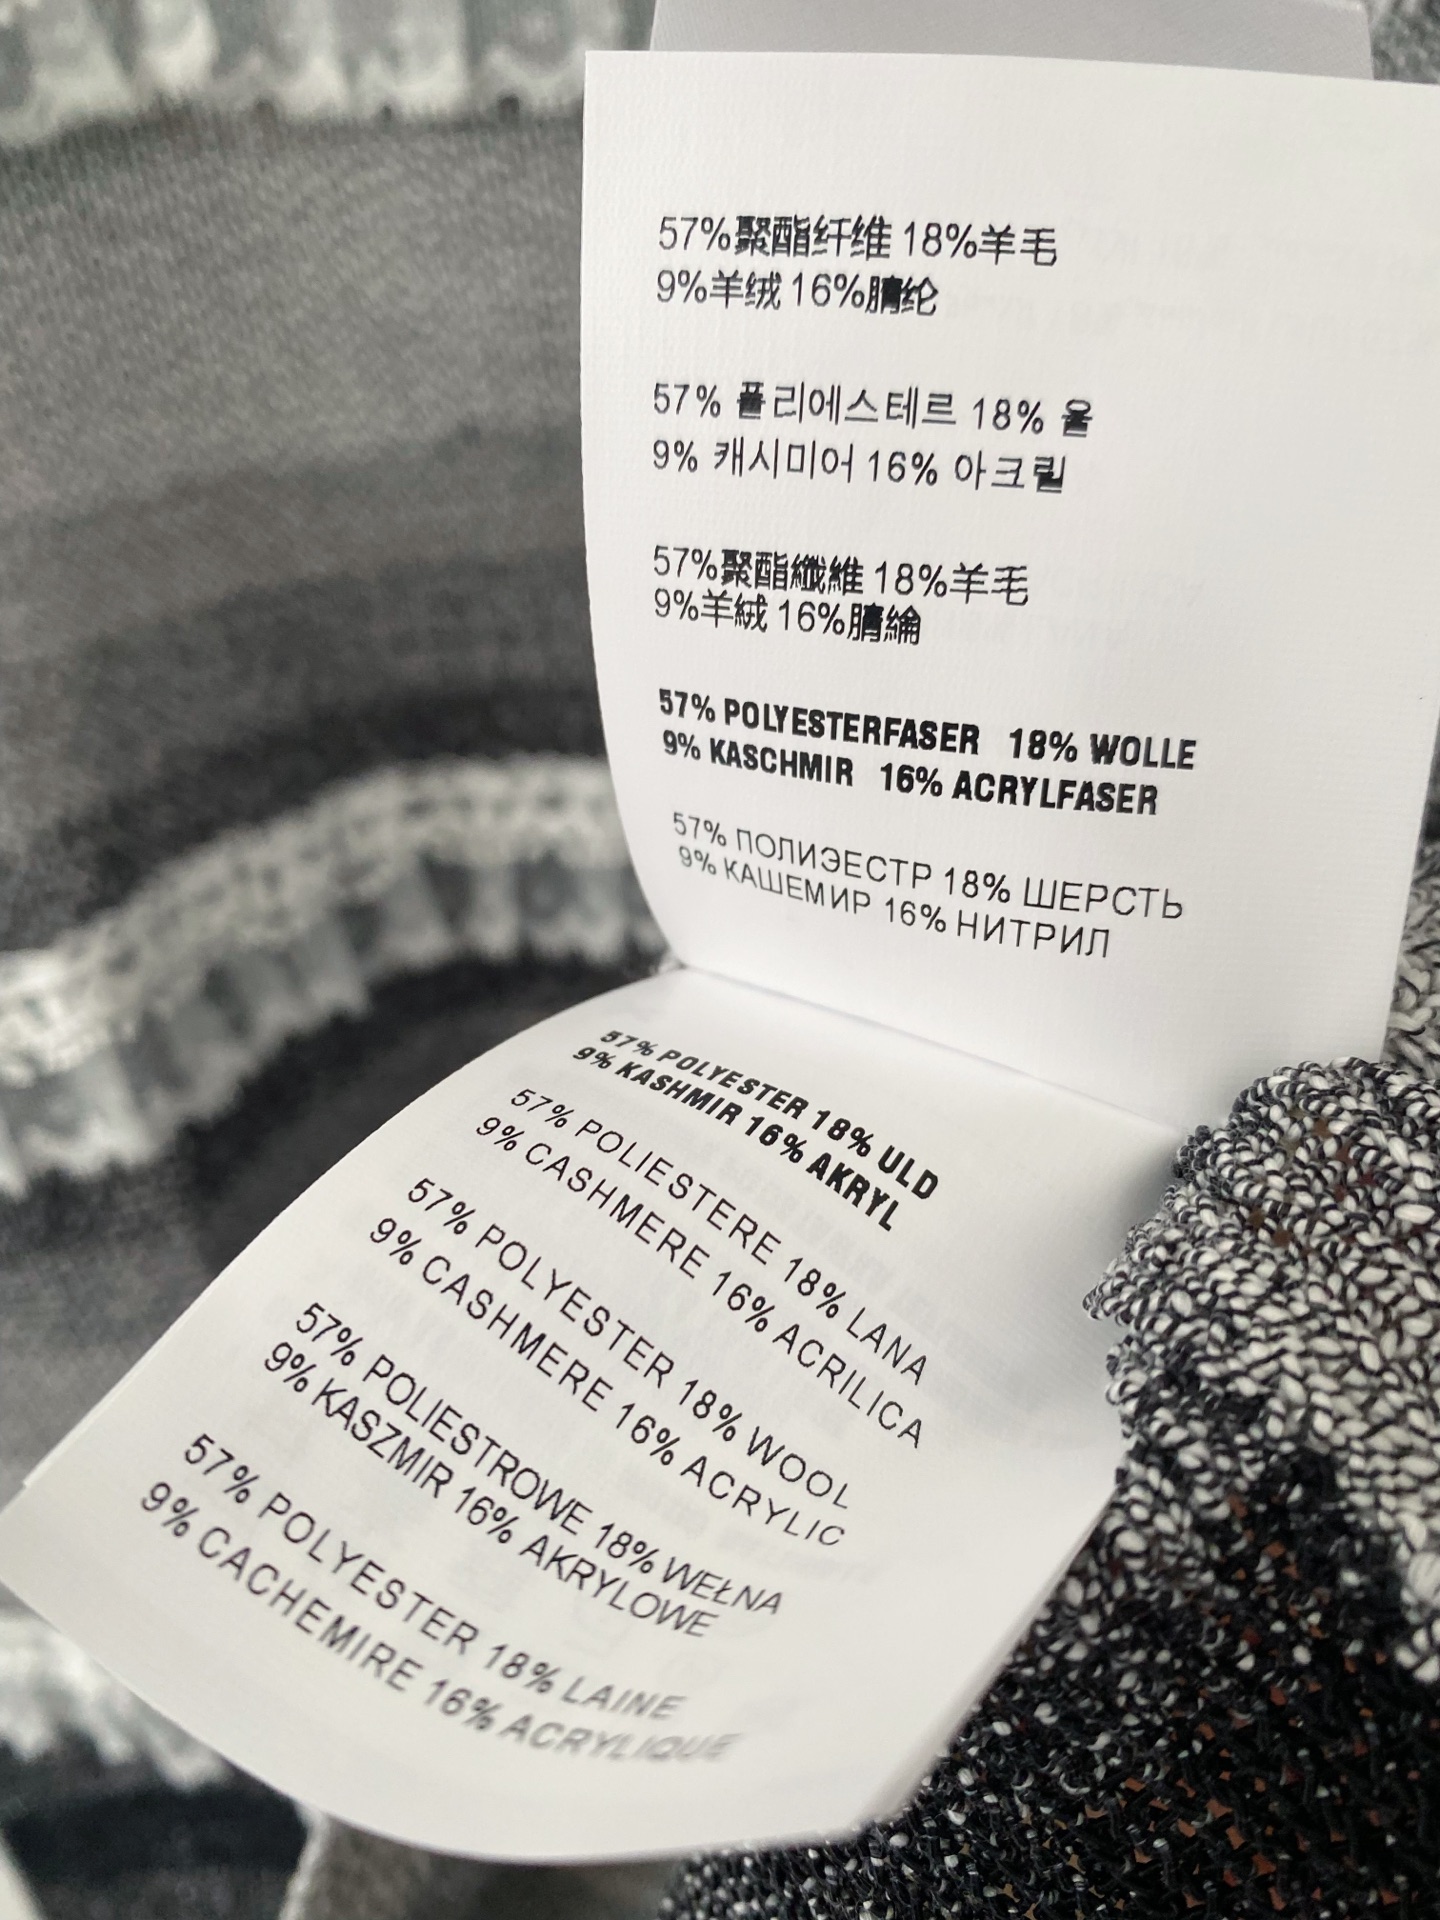 57%聚酯纤维 18%羊毛
9%羊绒 16%腈纶
57% 폴리에스테르 18% 울
9% 캐시미어 16% 아크릴
57%聚酯纖維 18%羊毛
9%羊絨 16%腈綸
57% POLYESTERFASER 18% WOLLE
9% KASCHMIR 16% ACRYLFASER
57% ПОЛИЭЕСТР 18% ШЕРСТЬ
9% КАШЕМИР 16% НИТРИЛ
57% POLYESTER 18% ULD
9% KASHMIR 16% AKRYL
57% POLIESTERE 18% LANA
9% CASHMERE 16% ACRILICA
57% POLYESTER 18% WOOL
9% CASHMERE 16% ACRYLIC
57% POLIESTROWE 18% WEŁNA
9% KASZMIR 16% AKRYLOWE
57% POLYESTER 18% LAINE
9% CACHEMIRE 16% ACRYLIQUE